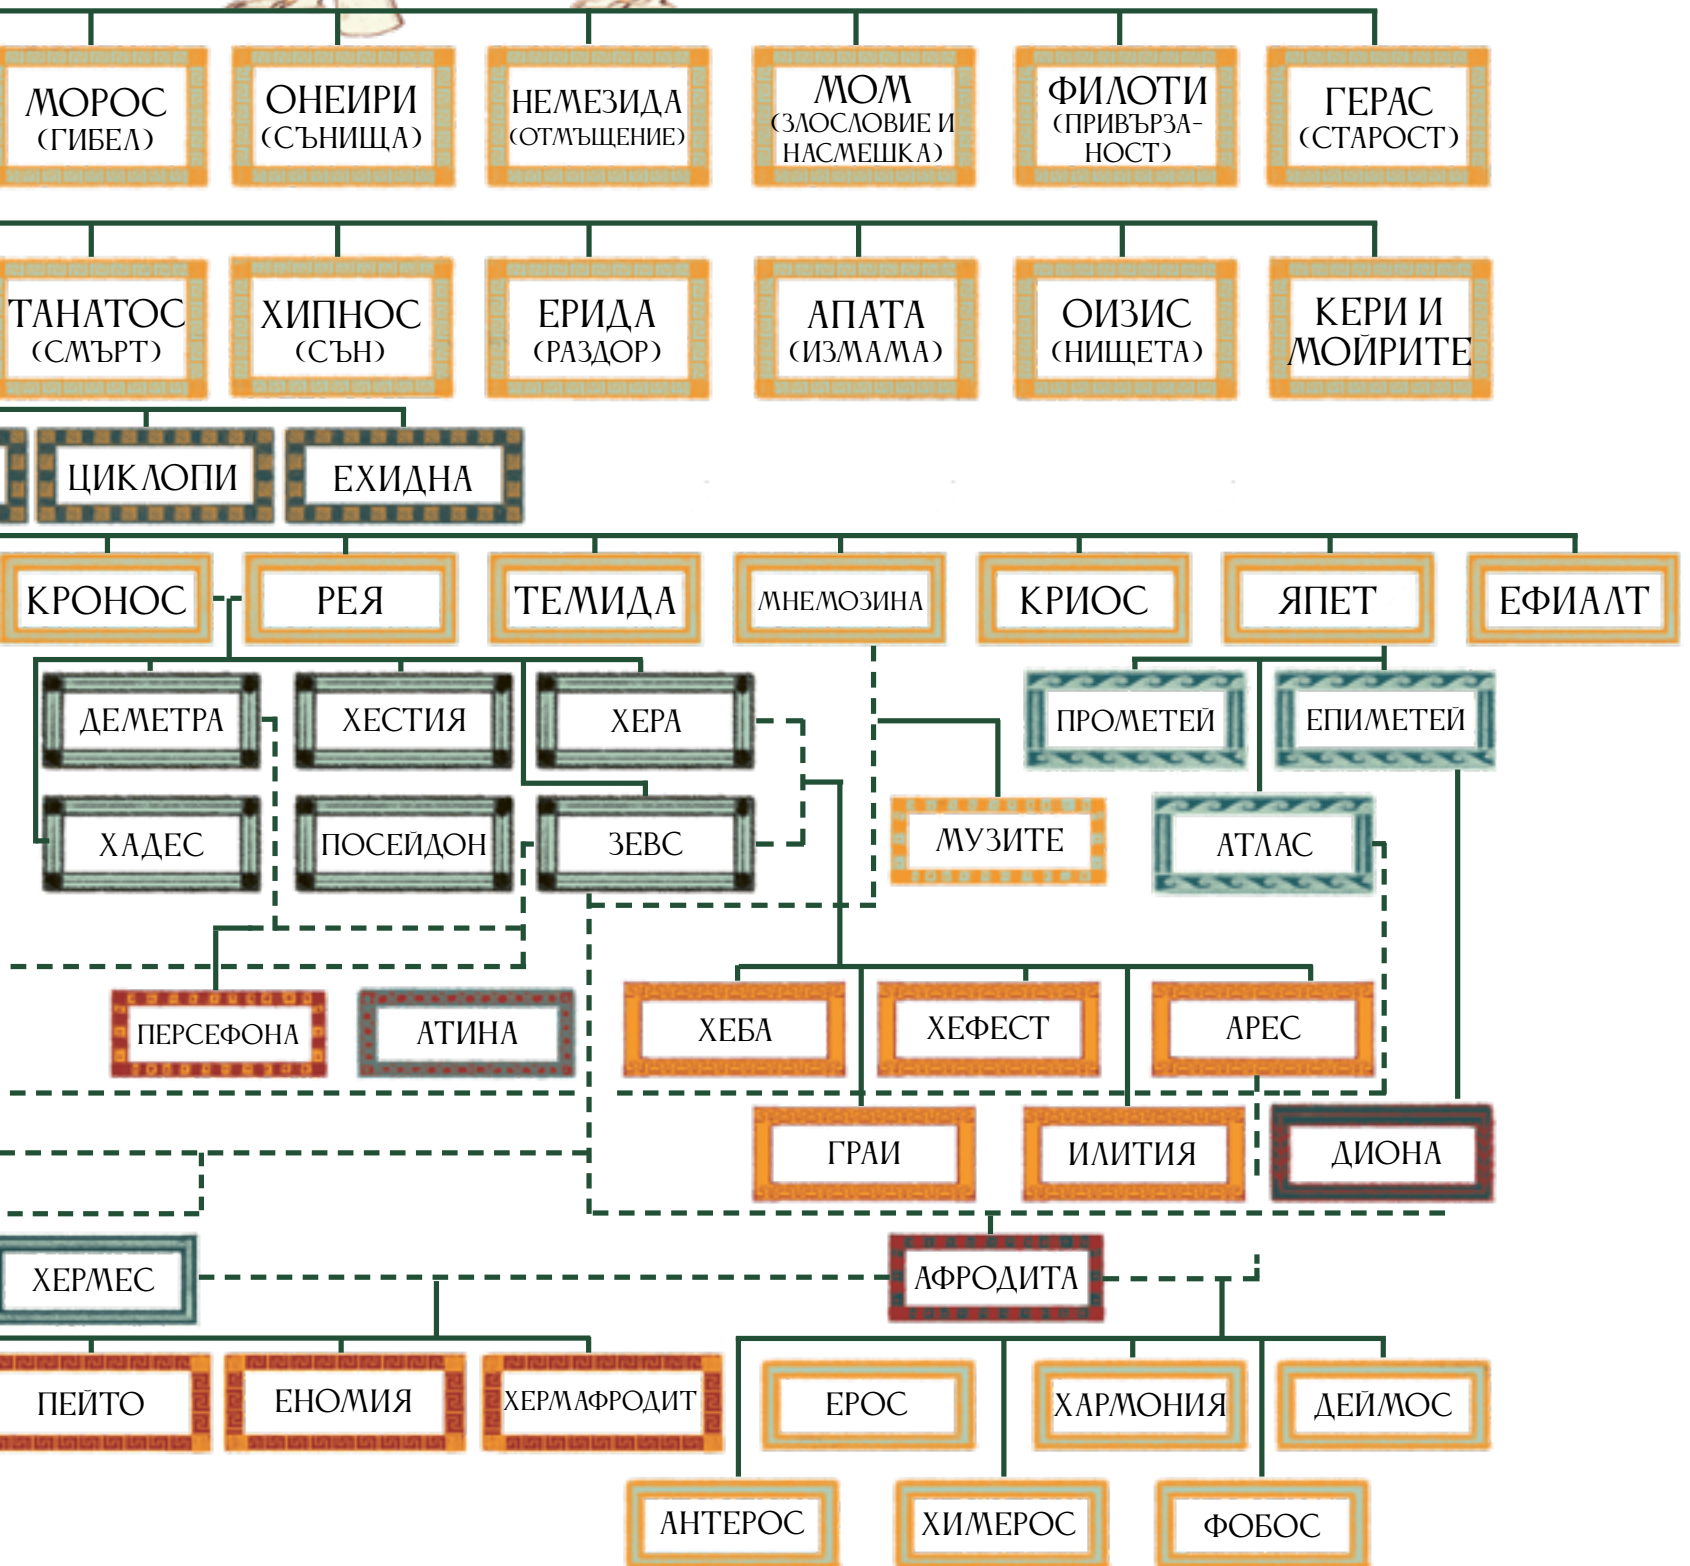 МОРОС
(ГИБЕЛ)
ОНЕИРИ
(СЪНИЩА)
НЕМЕЗИДА
(ОТМЪЩЕНИЕ)
МОМ
(ЗЛОСЛОВИЕ И
НАСМЕШКА)
ФИЛОТИ
(ПРИВЪРЗА-
НОСТ)
ГЕРАС
(СТАРОСТ)
ТАНАТОС
(СМЪРТ)
ХИПНОС
(СЪН)
ЕРИДА
(РАЗДОР)
АПАТА
(ИЗМАМА)
ОИЗИС
(НИЩЕТА)
КЕРИ И
МОЙРИТЕ
ЦИКЛОПИ
ЕХИДНА
КРОНОС
РЕЯ
ТЕМИДА
МНЕМОЗИНА
КРИОС
ЯПЕТ
ЕФИАЛТ
ДЕМЕТРА
ХЕСТИЯ
ХЕРА
ПРОМЕТЕЙ
ЕПИМЕТЕЙ
ХАДЕС
ПОСЕЙДОН
ЗЕВС
МУЗИТЕ
АТЛАС
ПЕРСЕФОНА
АТИНА
ХЕБА
ХЕФЕСТ
АРЕС
ГРАИ
ИЛИТИЯ
ДИОНА
ХЕРМЕС
АФРОДИТА
ПЕЙТО
ЕНОМИЯ
ХЕРМАФРОДИТ
ЕРОС
ХАРМОНИЯ
ДЕЙМОС
АНТЕРОС
ХИМЕРОС
ФОБОС